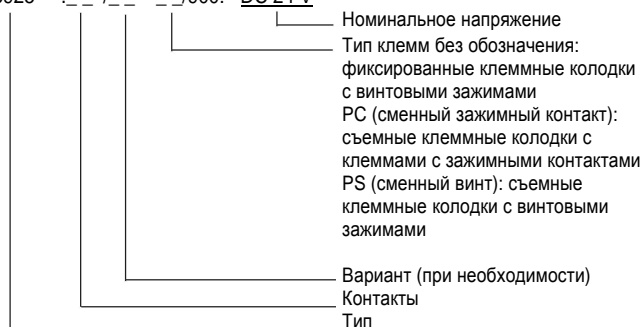 Номинальное напряжение
Тип клемм без обозначения:
фиксированные клеммные колодки
с винтовыми зажимами
PC (сменный зажимный контакт):
съемные клеммные колодки с
клеммами с зажимными контактами
PS (сменный винт): съемные
клеммные колодки с винтовыми
зажимами
Вариант (при необходимости)
Контакты
Тип